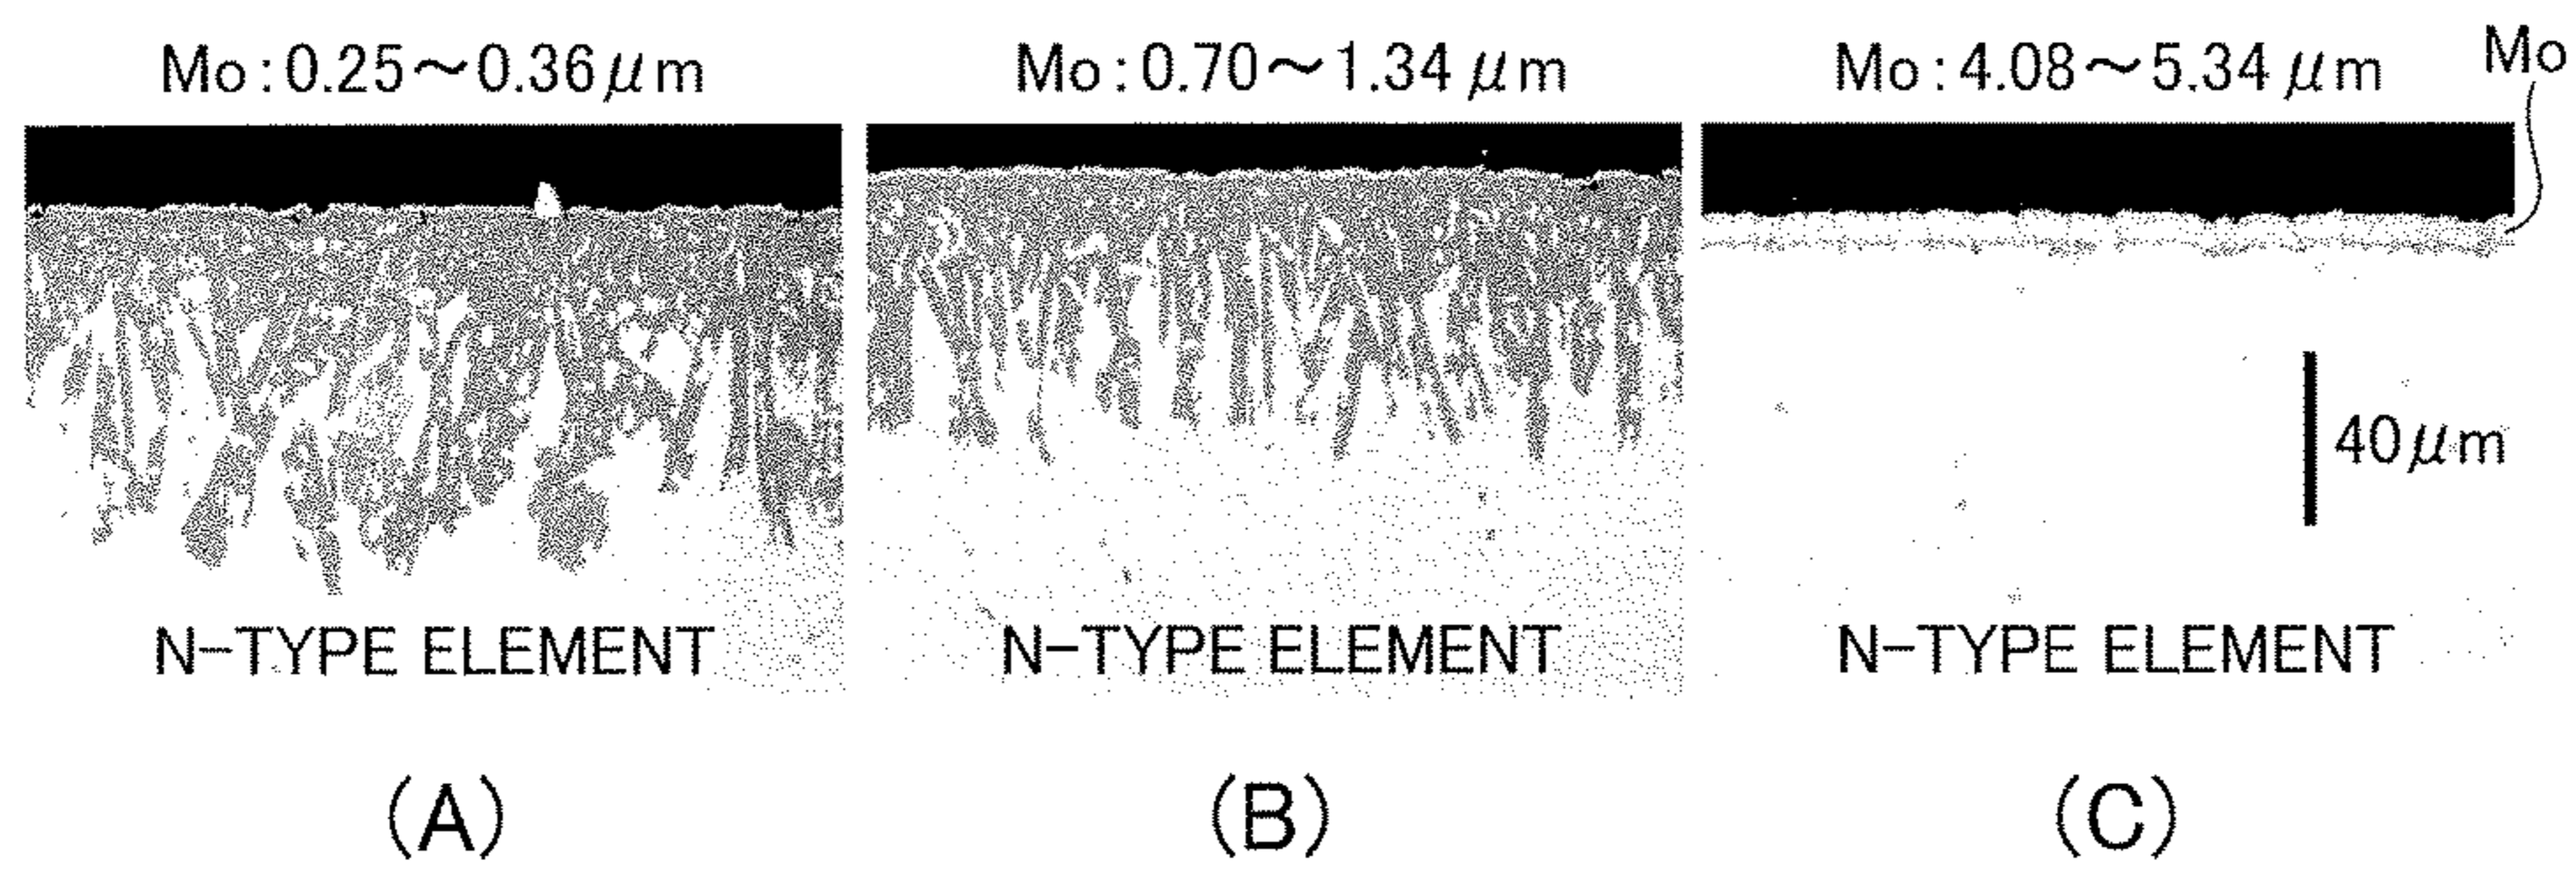 Mo:0.25～0.36μm
Mo:0.70～1.34μm
Mo:4.08～5.34μm
Mo
40μm
N-TYPE ELEMENT
N-TYPE ELEMENT
N-TYPE ELEMENT
(A)
(B)
(C)